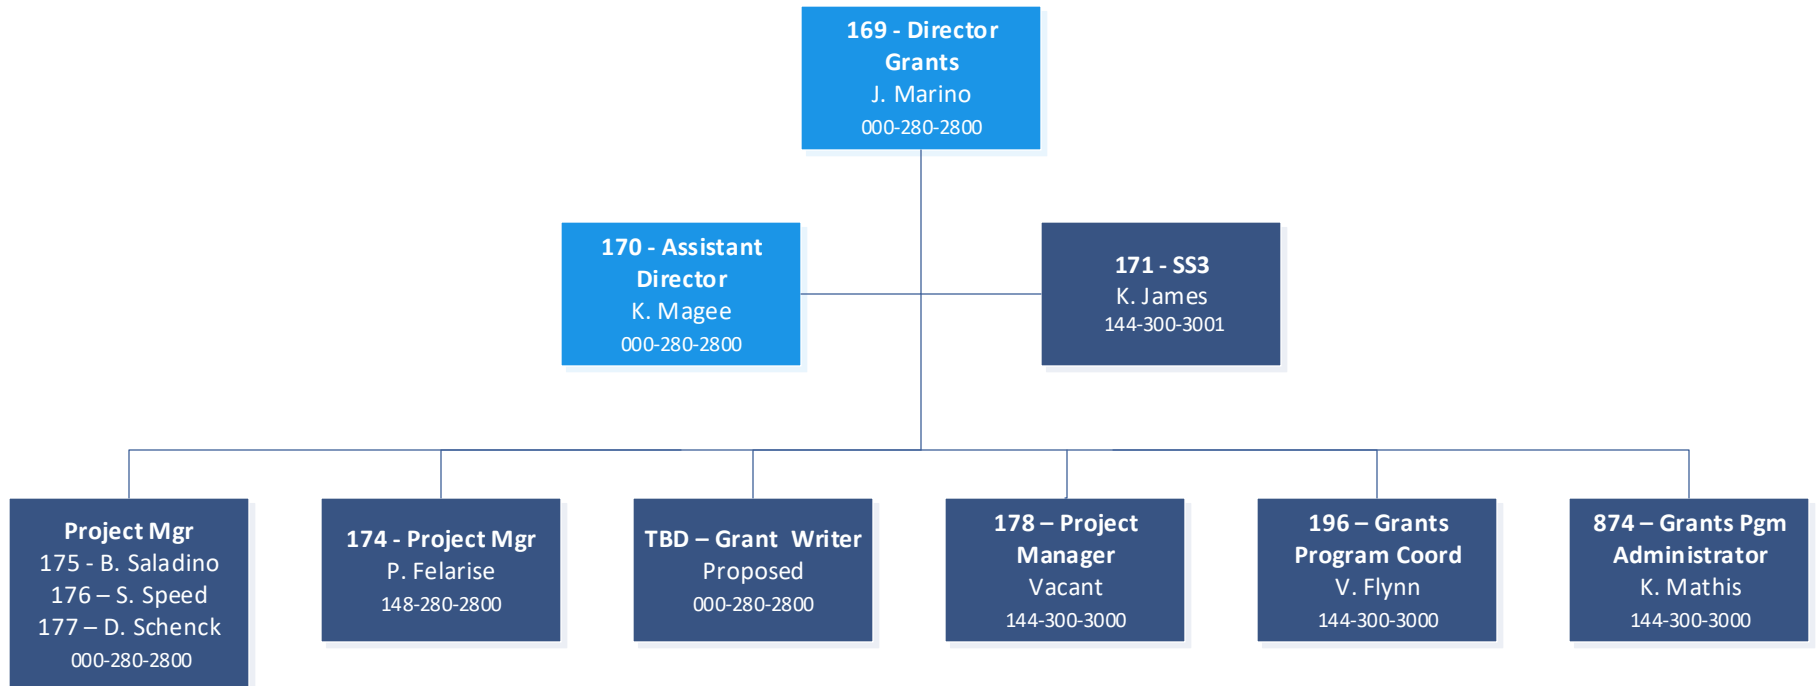 169 - Director
Grants
J. Marino
000-280-2800
170 - Assistant
Director
K. Magee
000-280-2800
171 - SS3
K. James
144-300-3001
Project Mgr
175 - B. Saladino
176 – S. Speed
177 – D. Schenck
000-280-2800
174 - Project Mgr
P. Felarise
148-280-2800
TBD – Grant Writer
Proposed
000-280-2800
178 – Project
Manager
Vacant
144-300-3000
196 – Grants
Program Coord
V. Flynn
144-300-3000
874 – Grants Pgm
Administrator
K. Mathis
144-300-3000